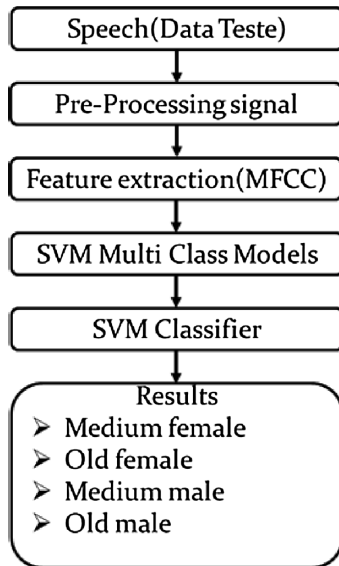 Speech(Data Teste)
Pre-Processing signal
Feature extraction(MFCC)
SVM Multi Class Models
SVM Classifier
Results
➢ Medium female
➢ Old female
➢ Medium male
➢ Old male